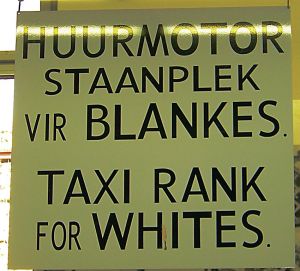 HUURMOTOR
STAANPLEK
VIR BLANKES.
TAXI RANK
FOR WHITES.